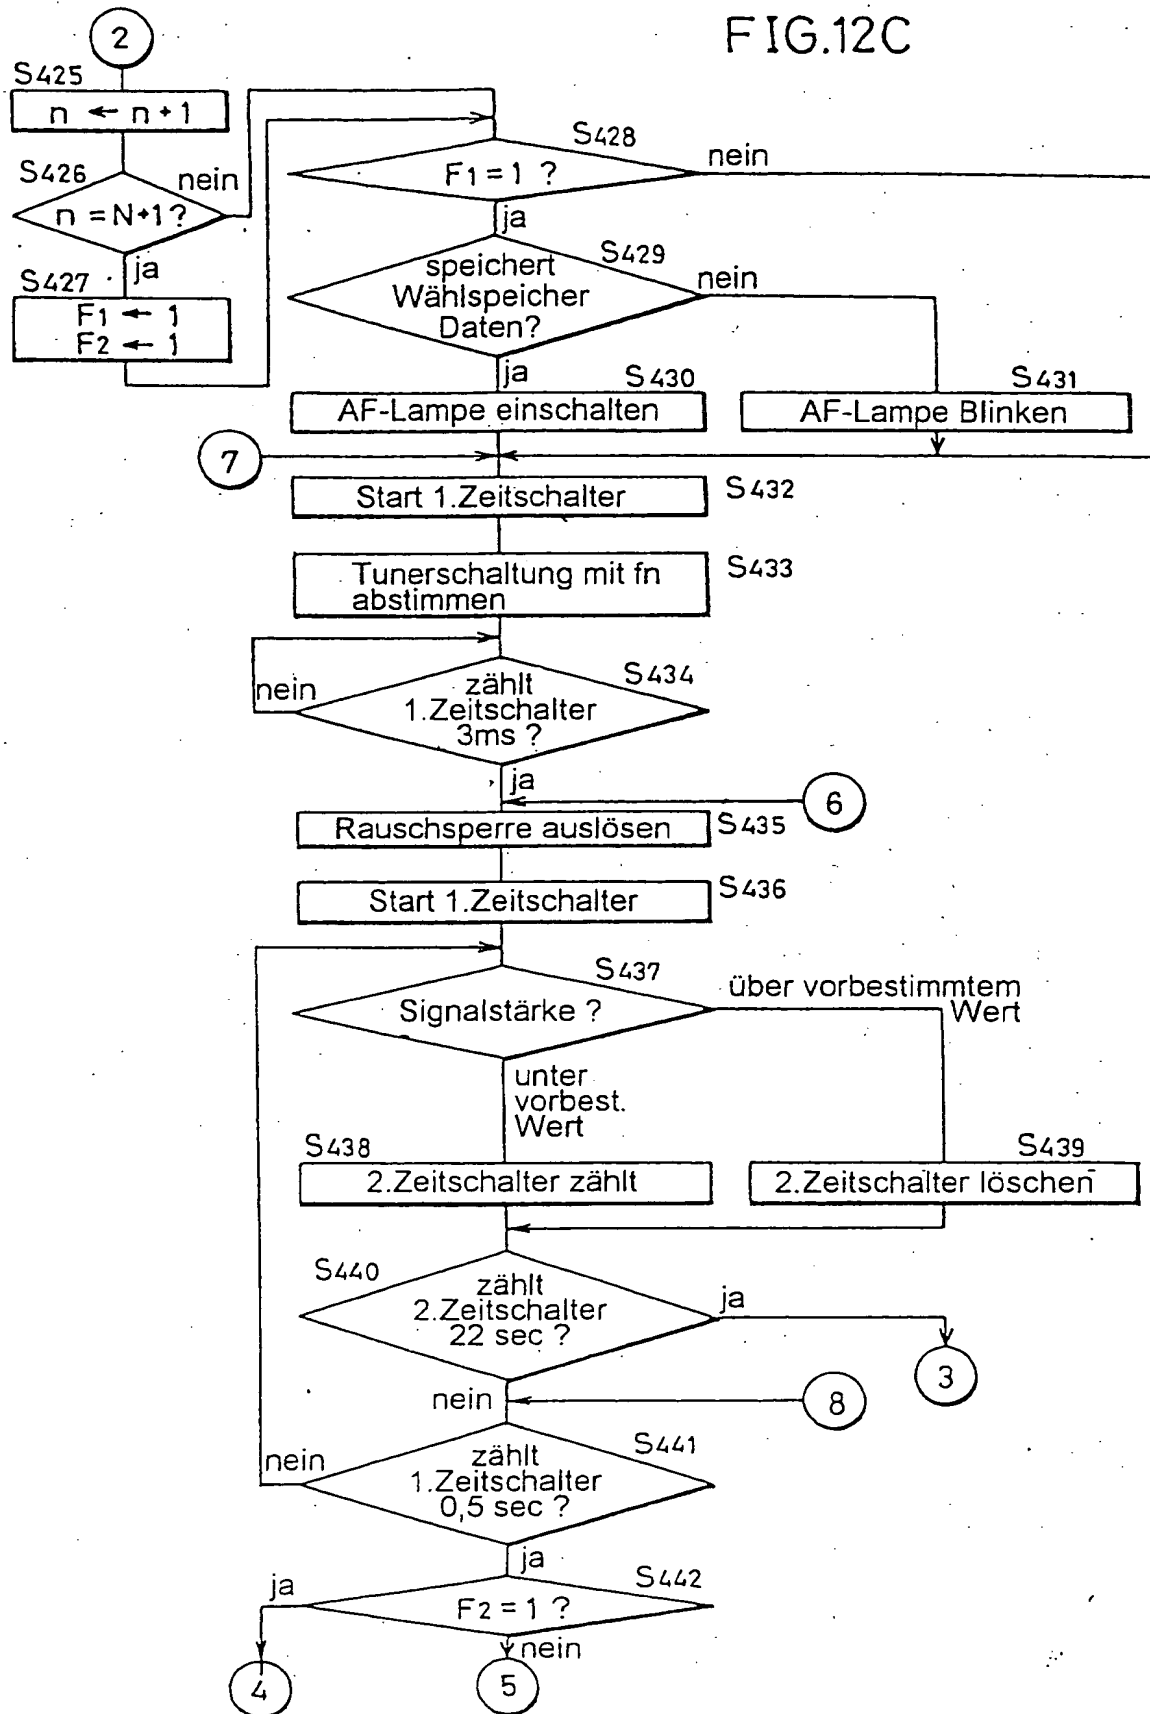 FIG.12C
2
S425
n ← n+1
S426
nein
n = N+1?
ja
S427
F1 ← 1
F2 ← 1
S428
F1 = 1 ?
nein
ja
S429
speichert
Wählspeicher
Daten?
nein
ja
S430
AF-Lampe einschalten
S431
AF-Lampe Blinken
7
Start 1.Zeitschalter
S432
Tunerschaltung mit fn
abstimmen
S433
S434
nein
zählt
1.Zeitschalter
3ms ?
ja
6
Rauschsperre auslösen
S435
Start 1.Zeitschalter
S436
S437
Signalstärke ?
über vorbestimmtem
Wert
unter
vorbest.
Wert
S438
2.Zeitschalter zählt
S439
2.Zeitschalter löschen
S440
zählt
2.Zeitschalter
22 sec ?
ja
3
nein
8
S441
nein
zählt
1.Zeitschalter
0,5 sec ?
ja
S442
ja
F2 = 1 ?
nein
4
5